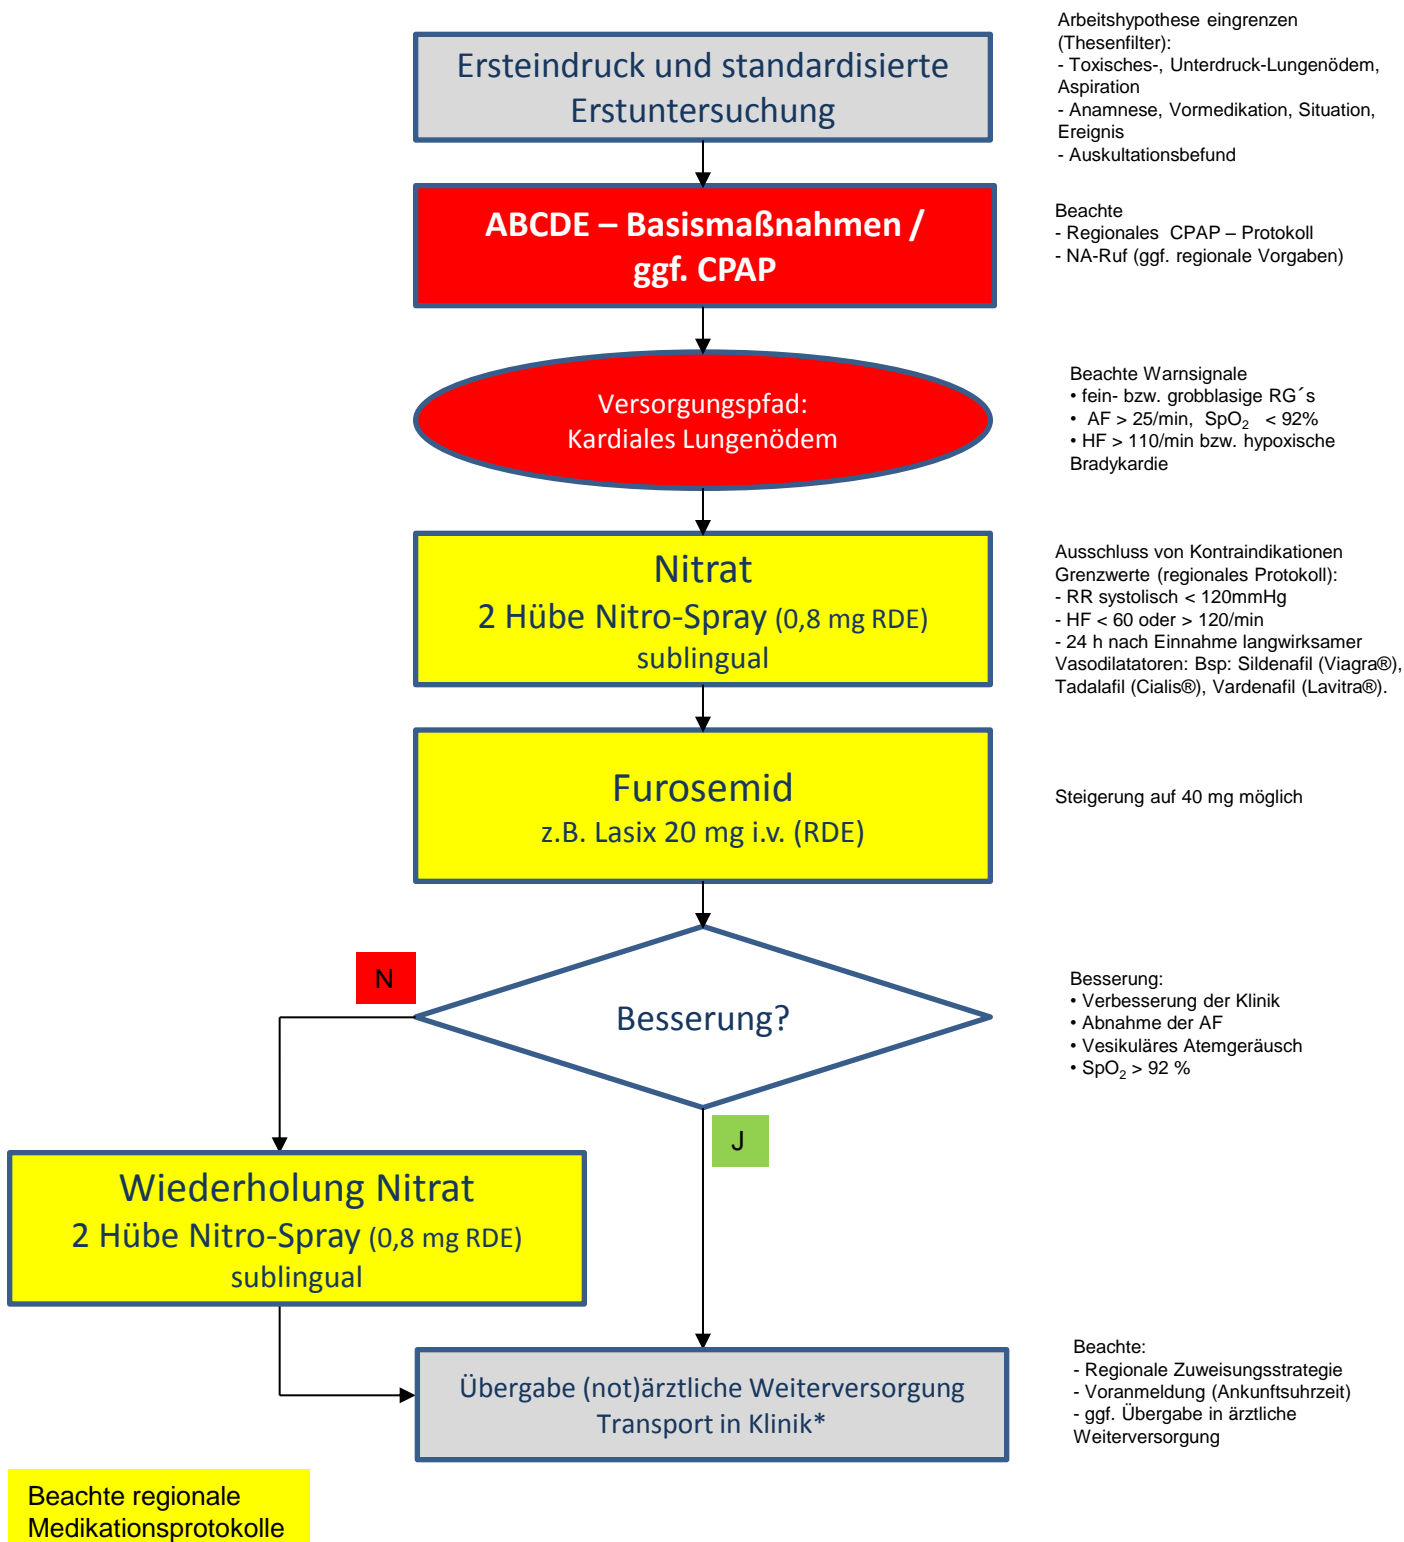 Ersteindruck und standardisierte
Erstuntersuchung
Arbeitshypothese eingrenzen
(Thesenfilter):
- Toxisches-, Unterdruck-Lungenödem,
Aspiration
- Anamnese, Vormedikation, Situation,
Ereignis
- Auskultationsbefund
ABCDE – Basismaßnahmen /
ggf. CPAP
Beachte
- Regionales CPAP – Protokoll
- NA-Ruf (ggf. regionale Vorgaben)
Versorgungspfad:
Kardiales Lungenödem
Beachte Warnsignale
• fein- bzw. grobblasige RG´s
• AF > 25/min, SpO₂ < 92%
• HF > 110/min bzw. hypoxische
Bradykardie
Nitrat
2 Hübe Nitro-Spray (0,8 mg RDE)
sublingual
Ausschluss von Kontraindikationen
Grenzwerte (regionales Protokoll):
- RR systolisch < 120mmHg
- HF < 60 oder > 120/min
- 24 h nach Einnahme langwirksamer
Vasodilatatoren: Bsp: Sildenafil (Viagra®),
Tadalafil (Cialis®), Vardenafil (Lavitra®).
Furosemid
z.B. Lasix 20 mg i.v. (RDE)
Steigerung auf 40 mg möglich
N
Besserung?
Besserung:
• Verbesserung der Klinik
• Abnahme der AF
• Vesikuläres Atemgeräusch
• SpO₂ > 92 %
J
Wiederholung Nitrat
2 Hübe Nitro-Spray (0,8 mg RDE)
sublingual
Übergabe (not)ärztliche Weiterversorgung
Transport in Klinik*
Beachte:
- Regionale Zuweisungsstrategie
- Voranmeldung (Ankunftsuhrzeit)
- ggf. Übergabe in ärztliche
Weiterversorgung
Beachte regionale
Medikationsprotokolle